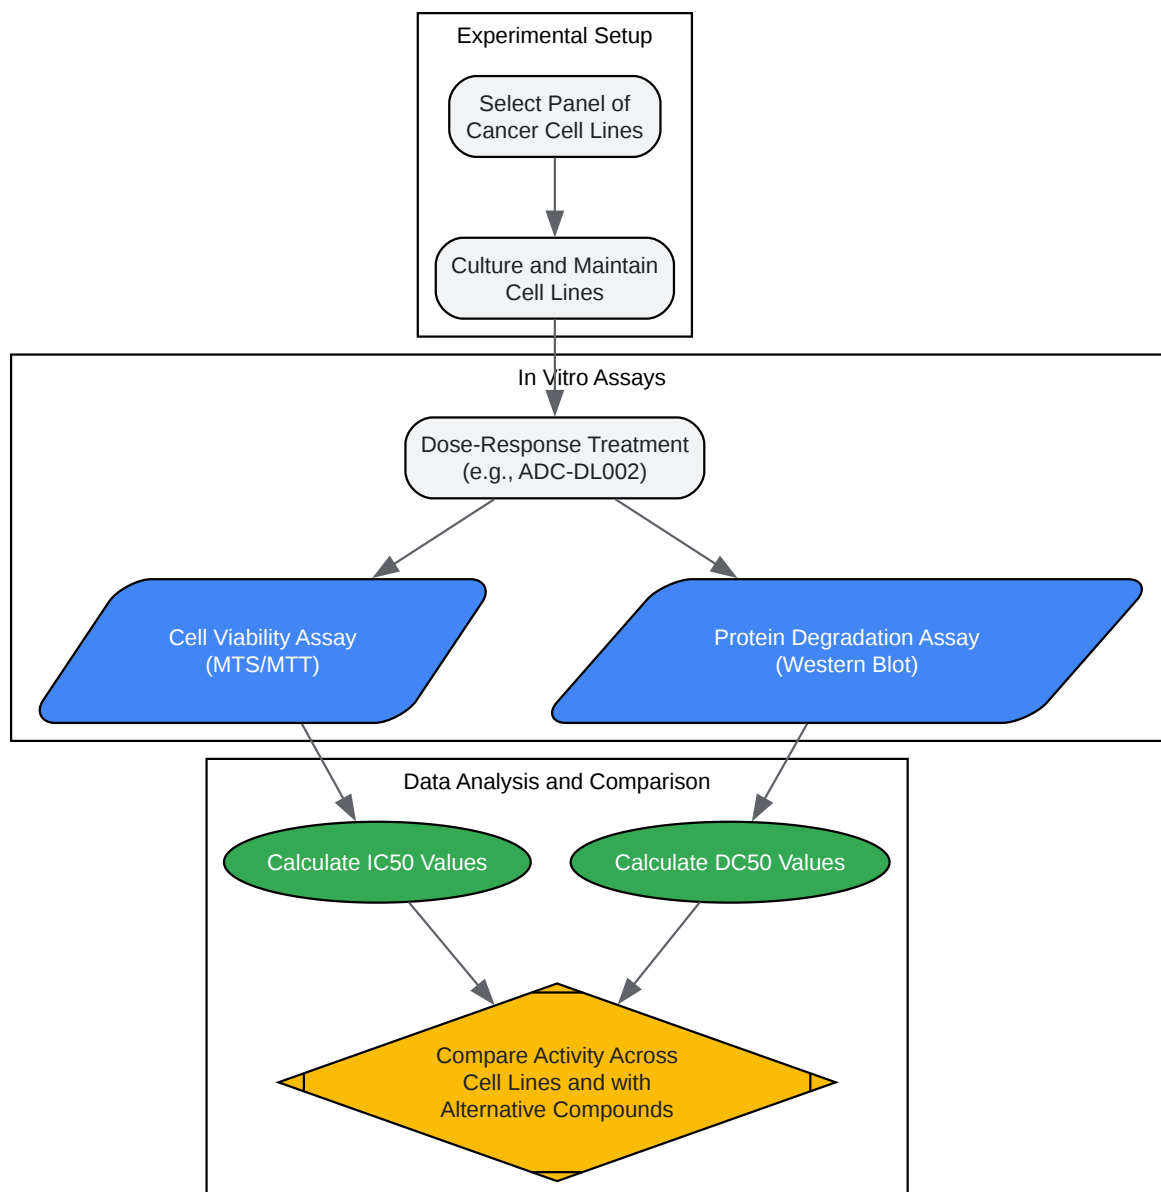 Experimental Setup
Select Panel of
Cancer Cell Lines
Culture and Maintain
Cell Lines
In Vitro Assays
Dose-Response Treatment
(e.g., ADC-DL002)
Cell Viability Assay
(MTS/MTT)
Protein Degradation Assay
(Western Blot)
Data Analysis and Comparison
Calculate IC50 Values
Calculate DC50 Values
Compare Activity Across
Cell Lines and with
Alternative Compounds